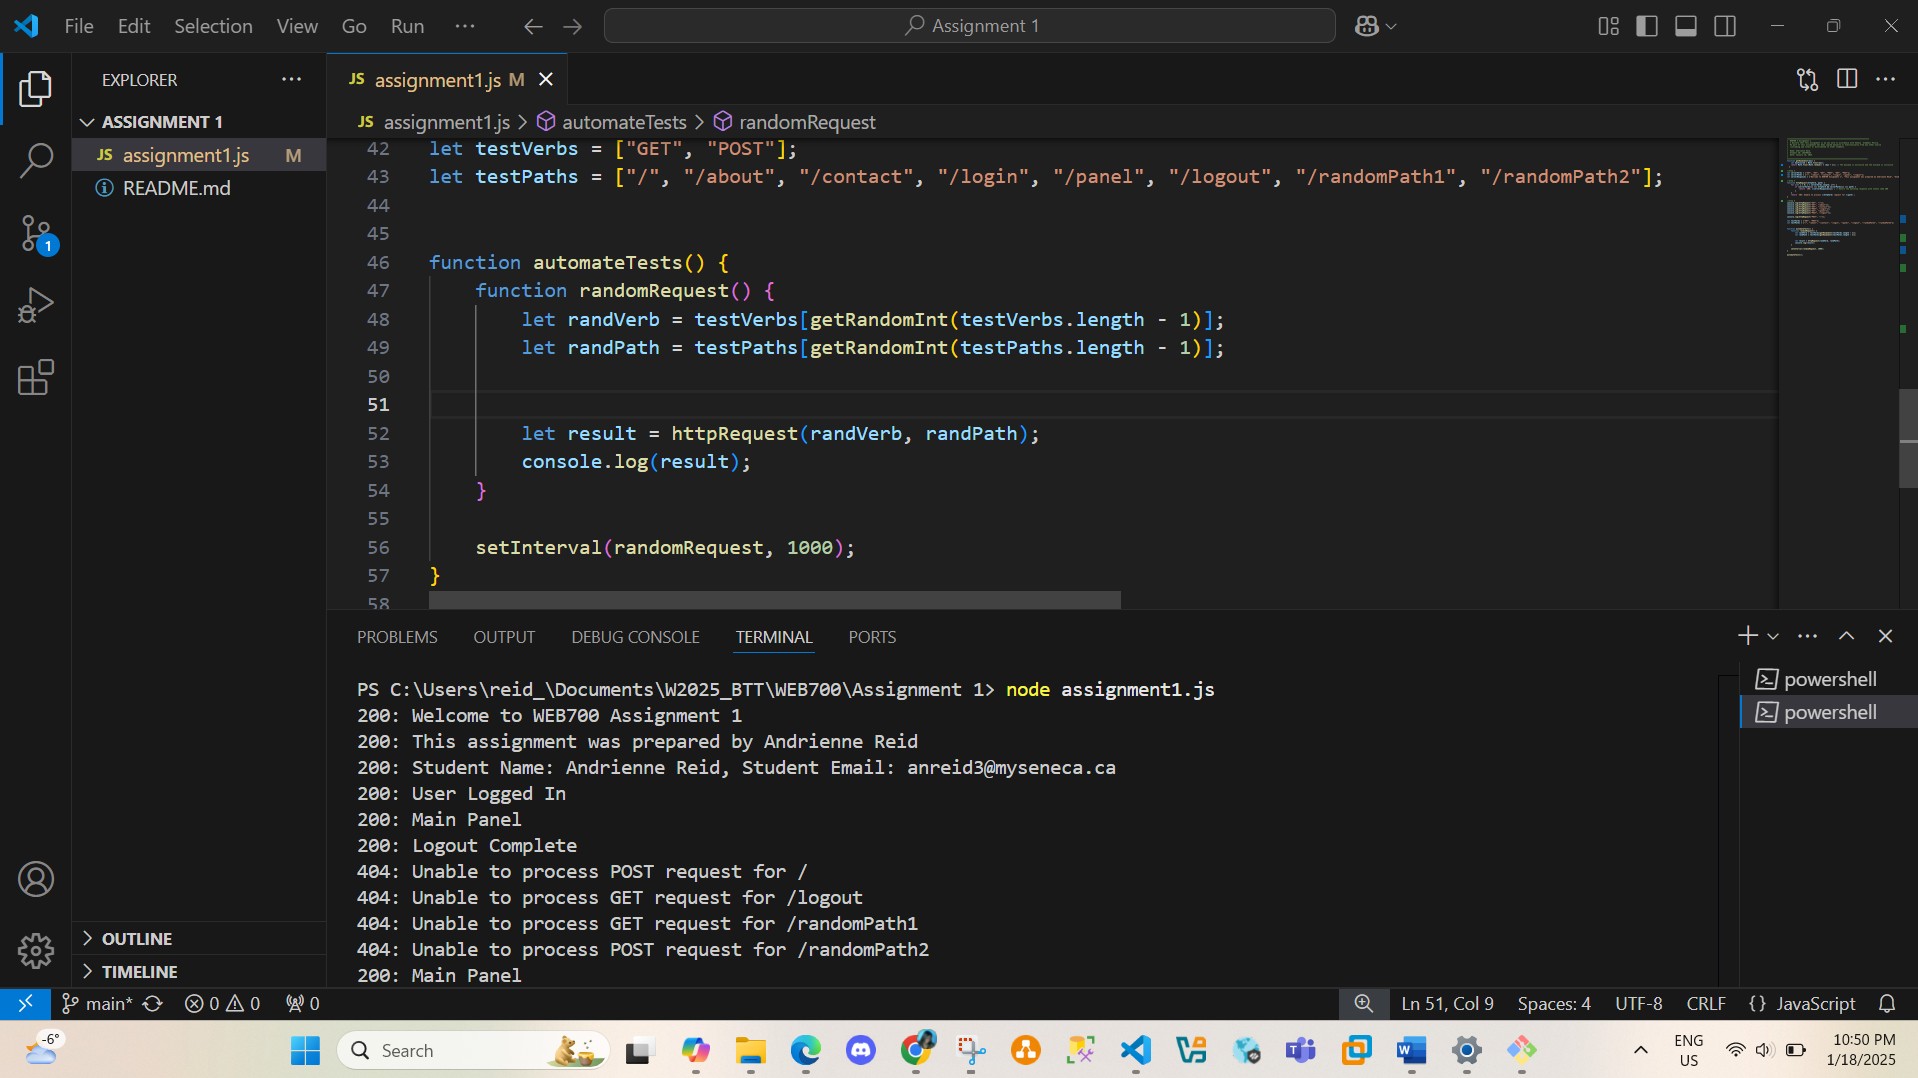 File Edit Selection View Go Run ··· Assignment 1
EXPLORER
ASSIGNMENT 1
JS assignment1.js M
README.md
1
OUTLINE
TIMELINE
JS assignment1.js M
JS assignment1.js > automateTests > randomRequest
42 let testVerbs = ["GET", "POST"];
43 let testPaths = ["/", "/about", "/contact", "/login", "/panel", "/logout", "/randomPath1", "/randomPath2"];
44
45
46 function automateTests() {
47 function randomRequest() {
48 let randVerb = testVerbs[getRandomInt(testVerbs.length - 1)];
49 let randPath = testPaths[getRandomInt(testPaths.length - 1)];
50
51
52 let result = httpRequest(randVerb, randPath);
53 console.log(result);
54 }
55
56 setInterval(randomRequest, 1000);
57 }
58
PROBLEMS OUTPUT DEBUG CONSOLE TERMINAL PORTS
PS C:\Users\reid_\Documents\W2025_BTT\WEB700\Assignment 1> node assignment1.js
200: Welcome to WEB700 Assignment 1
200: This assignment was prepared by Andrienne Reid
200: Student Name: Andrienne Reid, Student Email: anreid3@myseneca.ca
200: User Logged In
200: Main Panel
200: Logout Complete
404: Unable to process POST request for /
404: Unable to process GET request for /logout
404: Unable to process GET request for /randomPath1
404: Unable to process POST request for /randomPath2
200: Main Panel
powershell
powershell
main* 0 0 0 Ln 51, Col 9 Spaces: 4 UTF-8 CRLF {} JavaScript
-6° Search ENG US 10:50 PM 1/18/2025